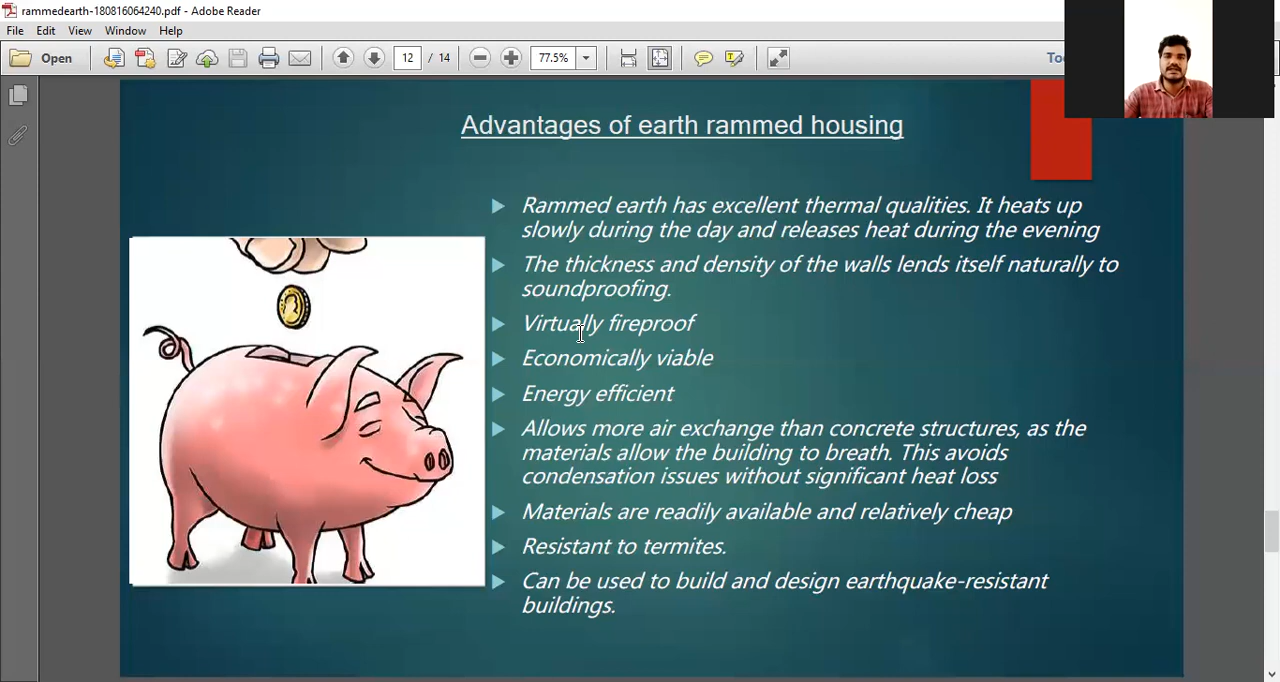 rammedearth-180816064240.pdf - Adobe Reader
File Edit View Window Help
Open 12 / 14 77.5%
Advantages of earth rammed housing
Rammed earth has excellent thermal qualities. It heats up
slowly during the day and releases heat during the evening
The thickness and density of the walls lends itself naturally to
soundproofing.
Virtually fireproof
Economically viable
Energy efficient
Allows more air exchange than concrete structures, as the
materials allow the building to breath. This avoids
condensation issues without significant heat loss
Materials are readily available and relatively cheap
Resistant to termites.
Can be used to build and design earthquake-resistant
buildings.